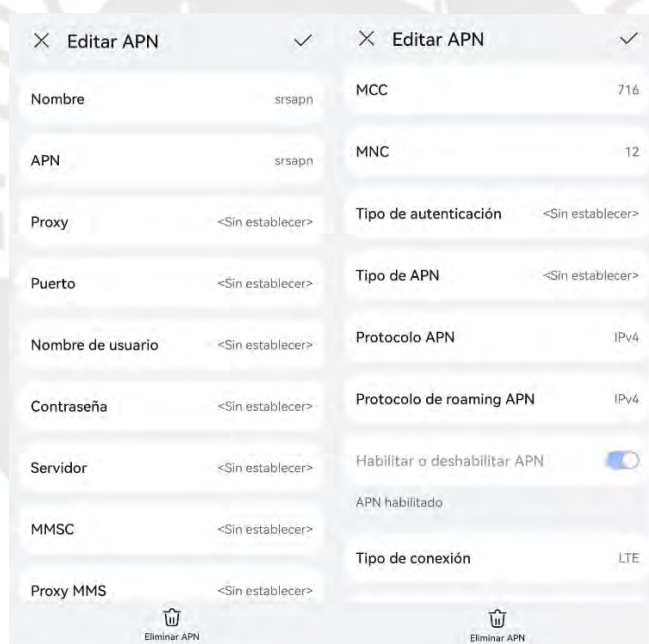 Editar APN
Nombre srsapn
APN srsapn
Proxy <Sin establecer>
Puerto <Sin establecer>
Nombre de usuario <Sin establecer>
Contraseña <Sin establecer>
Servidor <Sin establecer>
MMSC <Sin establecer>
Proxy MMS <Sin establecer>
Eliminar APN
Editar APN
MCC 716
MNC 12
Tipo de autenticación <Sin establecer>
Tipo de APN <Sin establecer>
Protocolo APN IPv4
Protocolo de roaming APN IPv4
Habilitar o deshabilitar APN
APN habilitado
Tipo de conexión LTE
Eliminar APN